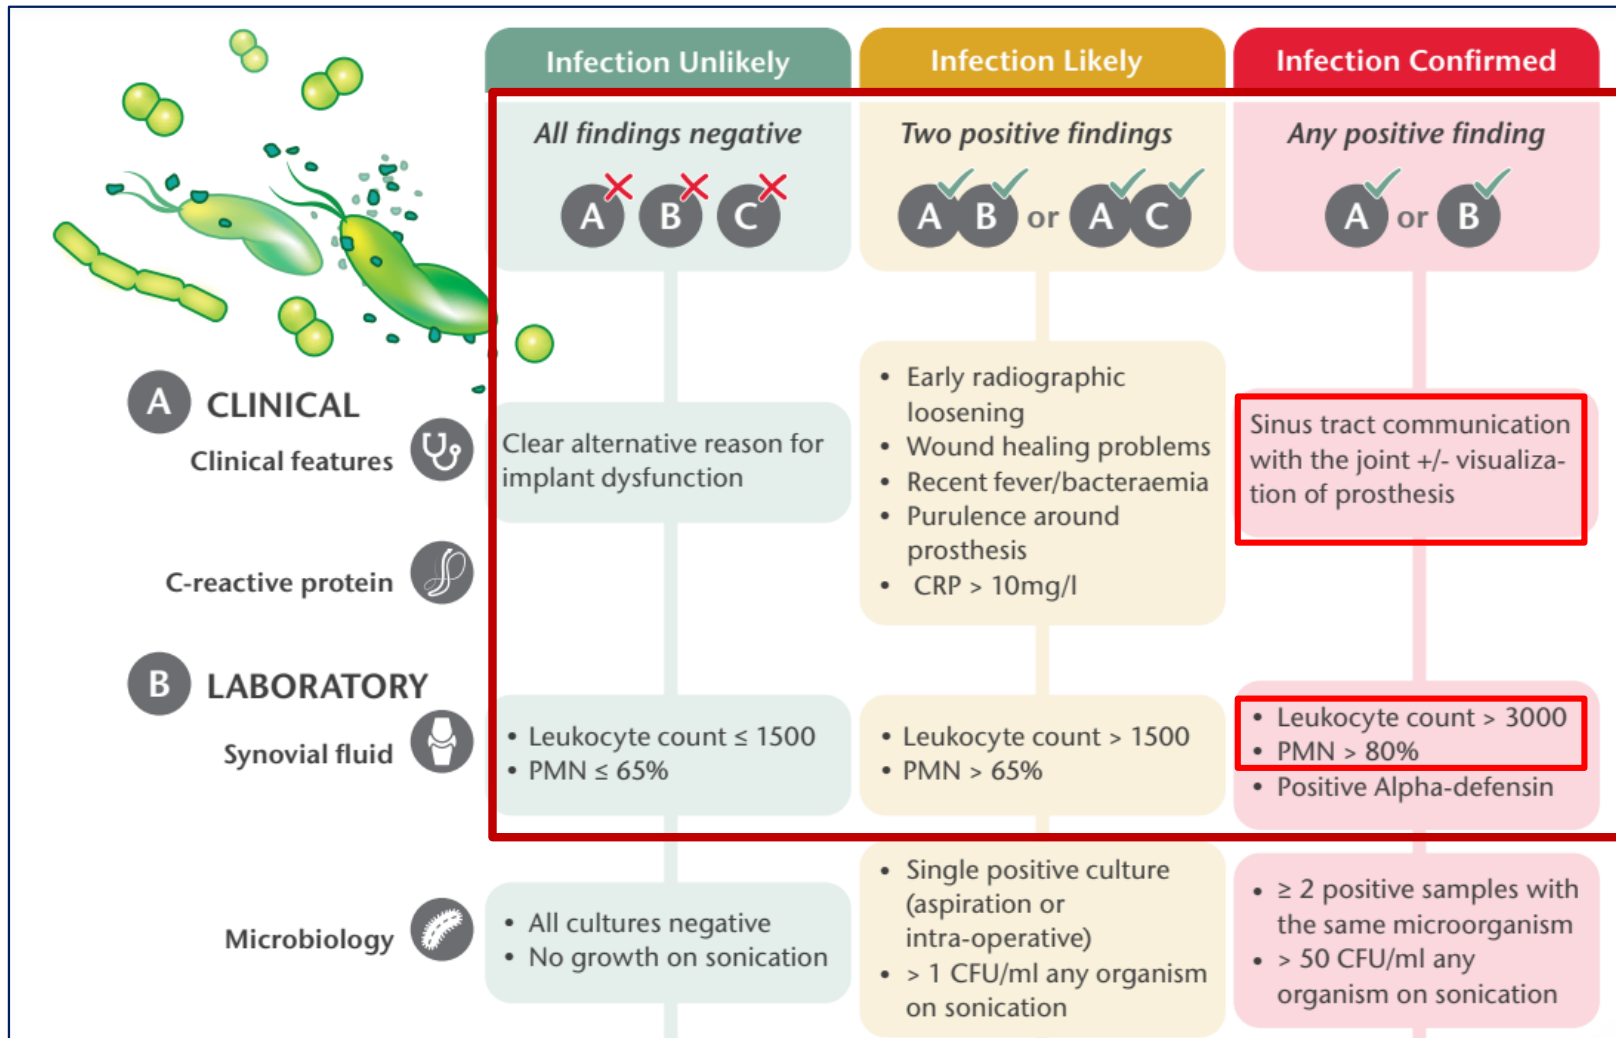 Infection Unlikely
Infection Likely
Infection Confirmed
All findings negative
Two positive findings
Any positive finding
A B C
A B or A C
A or B
A CLINICAL
Clinical features
Clear alternative reason for
implant dysfunction
• Early radiographic
loosening
• Wound healing problems
• Recent fever/bacteraemia
• Purulence around
prosthesis
• CRP > 10mg/l
Sinus tract communication
with the joint +/- visualiza-
tion of prosthesis
C-reactive protein
B LABORATORY
Synovial fluid
• Leukocyte count ≤ 1500
• PMN ≤ 65%
• Leukocyte count > 1500
• PMN > 65%
• Leukocyte count > 3000
• PMN > 80%
• Positive Alpha-defensin
Microbiology
• All cultures negative
• No growth on sonication
• Single positive culture
(aspiration or
intra-operative)
• > 1 CFU/ml any organism
on sonication
• ≥ 2 positive samples with
the same microorganism
• > 50 CFU/ml any
organism on sonication